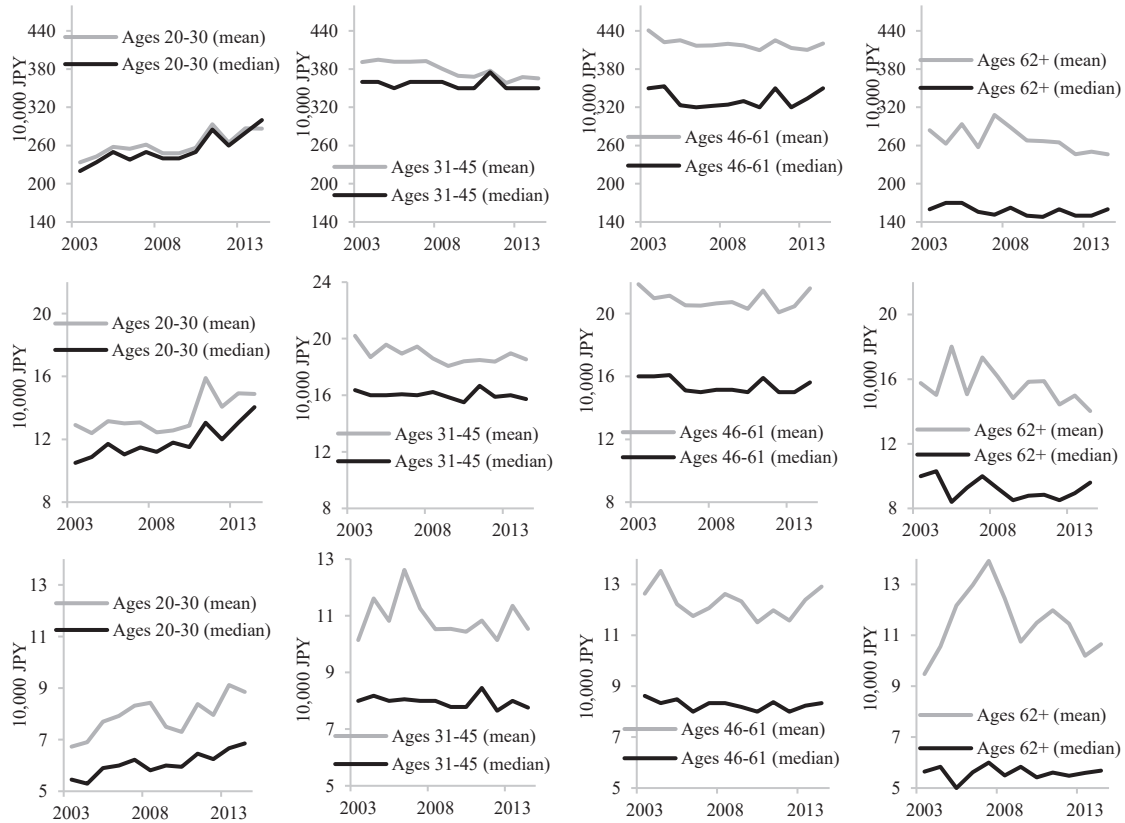 440
380
320
260
200
140
10,000 JPY
Ages 20-30 (mean)
Ages 20-30 (median)
2003 2008 2013
440
380
320
260
200
140
10,000 JPY
Ages 31-45 (mean)
Ages 31-45 (median)
2003 2008 2013
440
380
320
260
200
140
10,000 JPY
Ages 46-61 (mean)
Ages 46-61 (median)
2003 2008 2013
440
380
320
260
200
140
10,000 JPY
Ages 62+ (mean)
Ages 62+ (median)
2003 2008 2013
20
16
12
8
10,000 JPY
Ages 20-30 (mean)
Ages 20-30 (median)
2003 2008 2013
24
20
16
12
8
10,000 JPY
Ages 31-45 (mean)
Ages 31-45 (median)
2003 2008 2013
20
16
12
8
10,000 JPY
Ages 46-61 (mean)
Ages 46-61 (median)
2003 2008 2013
20
16
12
8
10,000 JPY
Ages 62+ (mean)
Ages 62+ (median)
2003 2008 2013
13
11
9
7
5
10,000 JPY
Ages 20-30 (mean)
Ages 20-30 (median)
2003 2008 2013
13
11
9
7
5
10,000 JPY
Ages 31-45 (mean)
Ages 31-45 (median)
2003 2008 2013
13
11
9
7
5
10,000 JPY
Ages 46-61 (mean)
Ages 46-61 (median)
2003 2008 2013
13
11
9
7
5
10,000 JPY
Ages 62+ (mean)
Ages 62+ (median)
2003 2008 2013